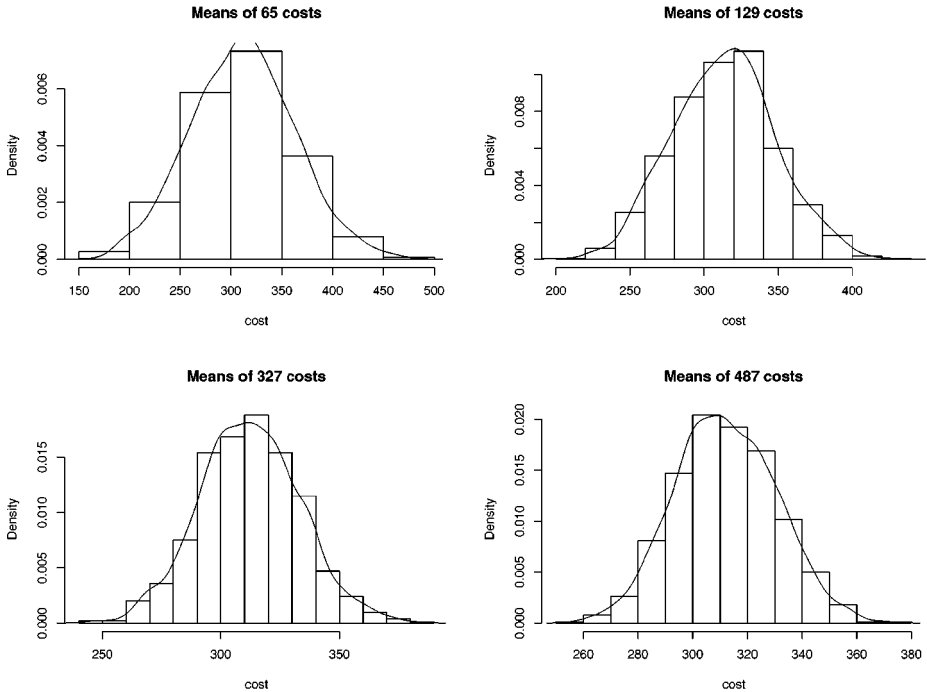 Means of 65 costs
Density
0.000 0.002 0.004 0.006
150 200 250 300 350 400 450 500
cost
Means of 129 costs
Density
0.000 0.004 0.008
200 250 300 350 400
cost
Means of 327 costs
Density
0.000 0.005 0.010 0.015
250 300 350
cost
Means of 487 costs
Density
0.000 0.005 0.010 0.015 0.020
260 280 300 320 340 360 380
cost